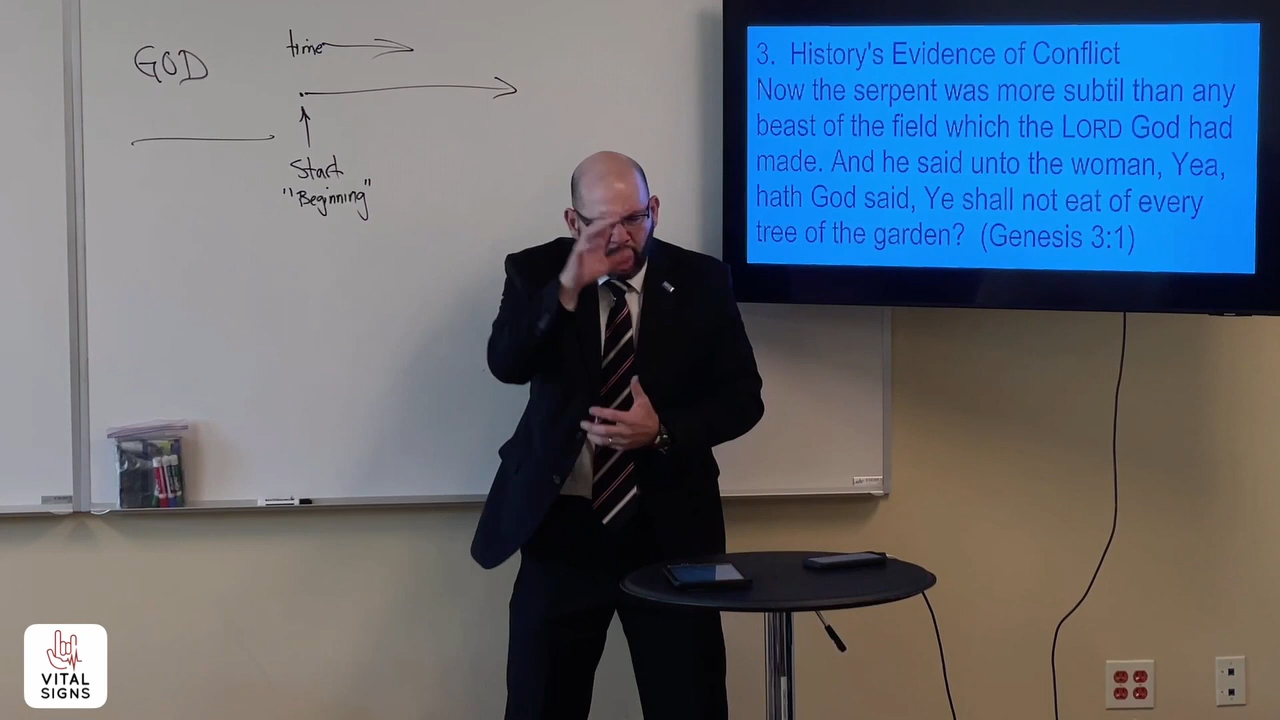 GOD
time
Start
"Beginning"
3. History's Evidence of Conflict
Now the serpent was more subtil than any
beast of the field which the LORD God had
made. And he said unto the woman, Yea,
hath God said, Ye shall not eat of every
tree of the garden? (Genesis 3:1)
VITAL
SIGNS